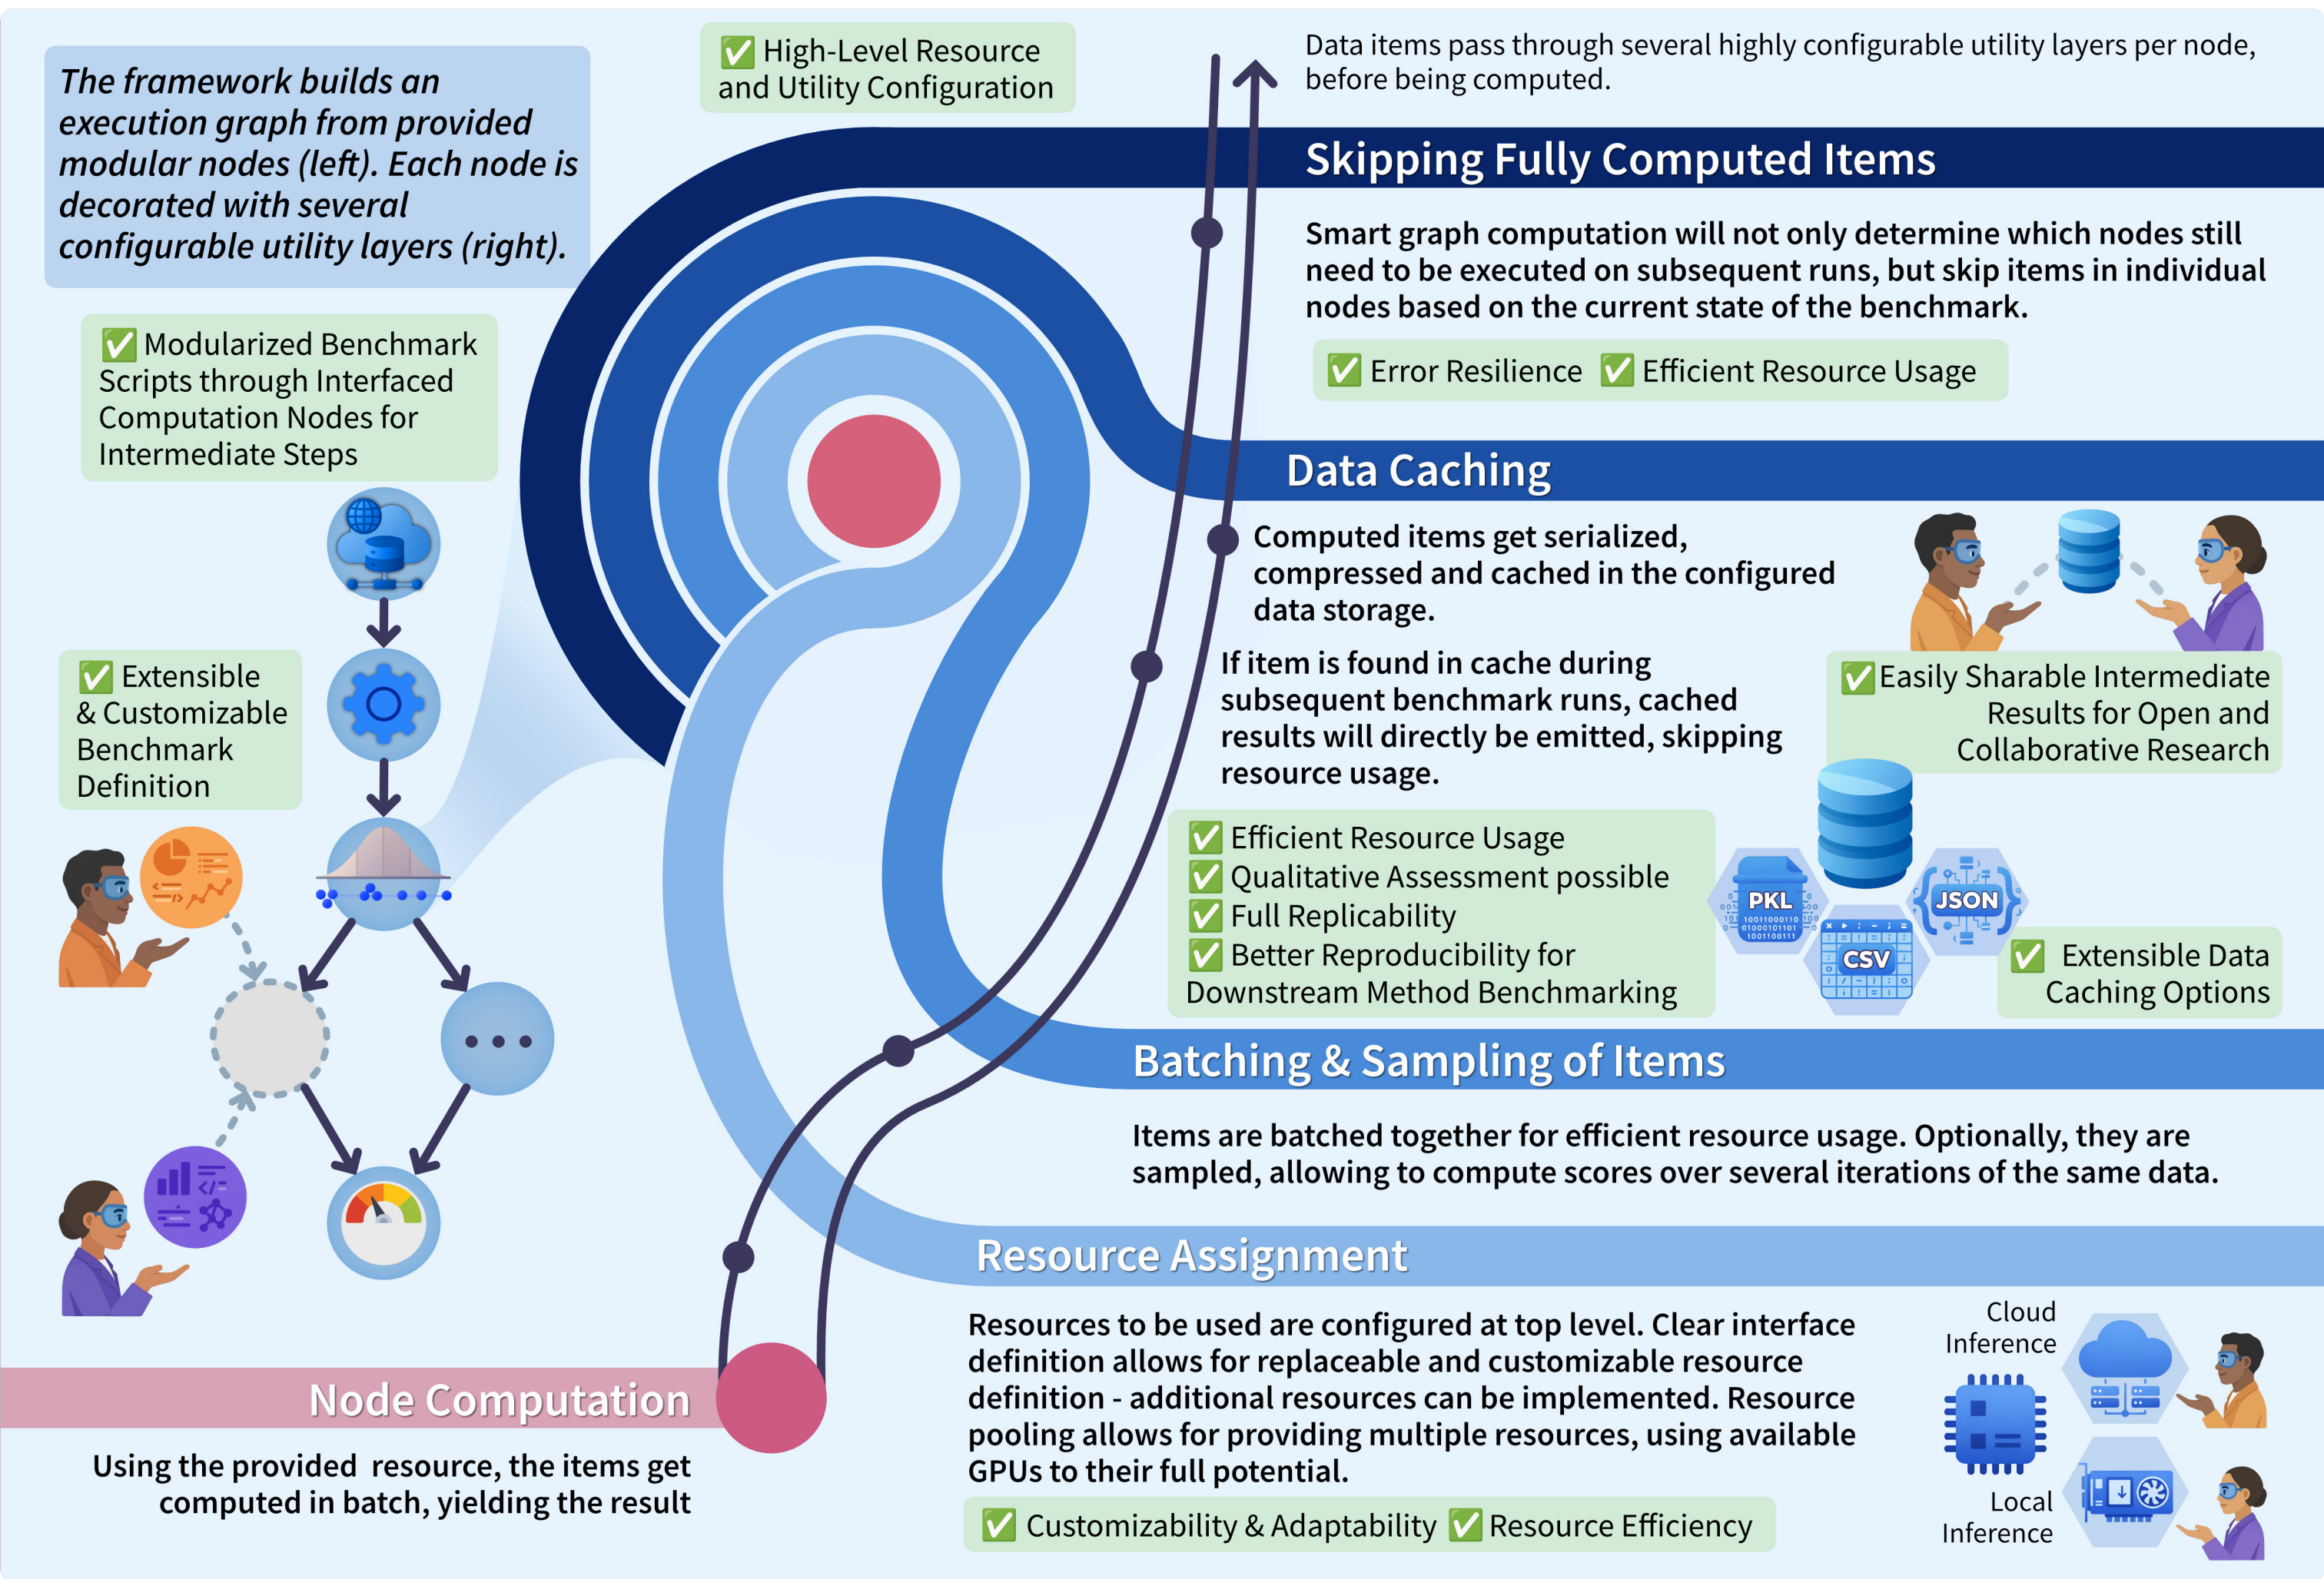 The framework builds an
execution graph from provided
modular nodes (left). Each node is
decorated with several
configurable utility layers (right).
✅ High-Level Resource
and Utility Configuration
Data items pass through several highly configurable utility layers per node,
before being computed.
Skipping Fully Computed Items
Smart graph computation will not only determine which nodes still
need to be executed on subsequent runs, but skip items in individual
nodes based on the current state of the benchmark.
✅ Error Resilience ✅ Efficient Resource Usage
✅ Modularized Benchmark
Scripts through Interfaced
Computation Nodes for
Intermediate Steps
✅ Extensible
& Customizable
Benchmark
Definition
Data Caching
Computed items get serialized,
compressed and cached in the configured
data storage.
If item is found in cache during
subsequent benchmark runs, cached
results will directly be emitted, skipping
resource usage.
✅ Easily Sharable Intermediate
Results for Open and
Collaborative Research
✅ Efficient Resource Usage
✅ Qualitative Assessment possible
✅ Full Replicability
✅ Better Reproducibility for
Downstream Method Benchmarking
PKL
10011000110
01000101101
1001100111
CSV
JSON
✅ Extensible Data
Caching Options
Batching & Sampling of Items
Items are batched together for efficient resource usage. Optionally, they are
sampled, allowing to compute scores over several iterations of the same data.
Resource Assignment
Resources to be used are configured at top level. Clear interface
definition allows for replaceable and customizable resource
definition - additional resources can be implemented. Resource
pooling allows for providing multiple resources, using available
GPUs to their full potential.
✅ Customizability & Adaptability ✅ Resource Efficiency
Cloud
Inference
Local
Inference
Node Computation
Using the provided  resource, the items get
computed in batch, yielding the result